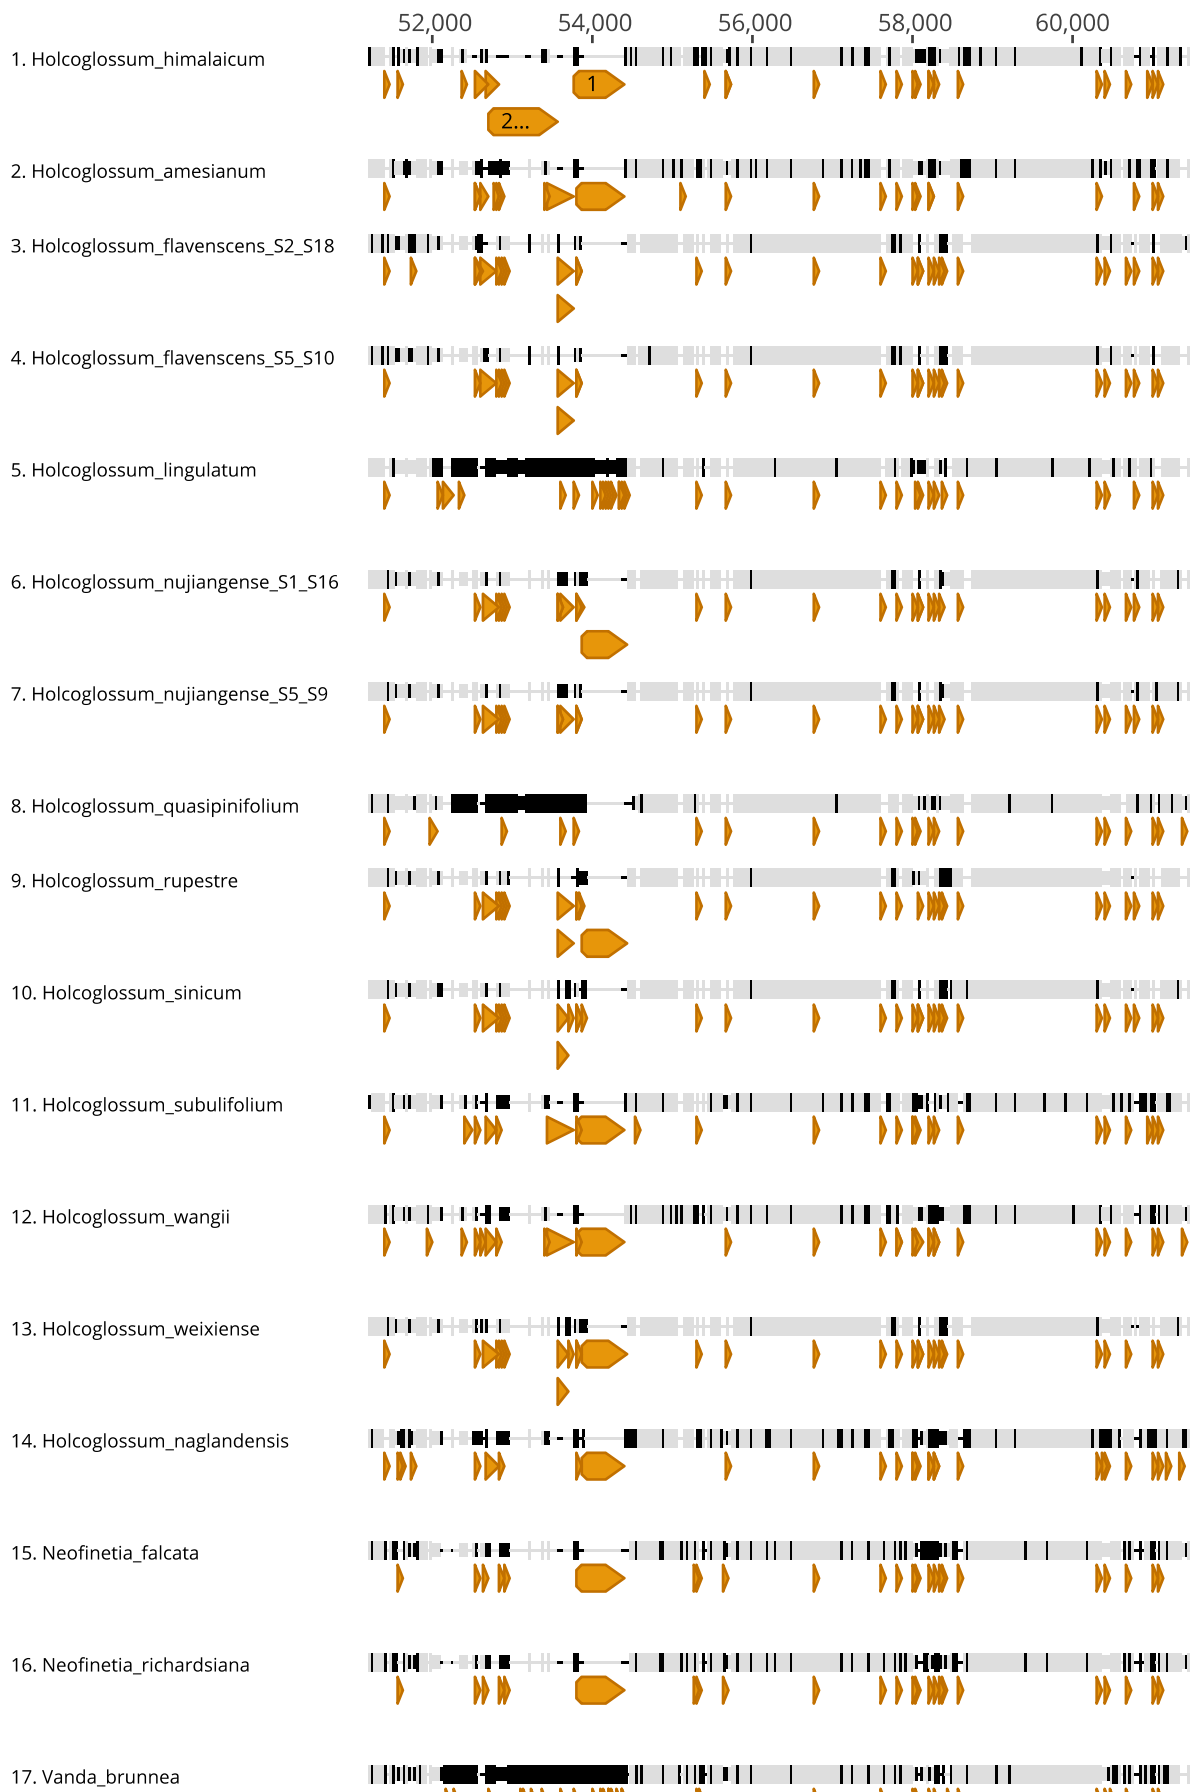 52,000 54,000 56,000 58,000 60,000
1. Holcoglossum_himalaicum
1
2...
2. Holcoglossum_amesianum
3. Holcoglossum_flavenscens_S2_S18
4. Holcoglossum_flavenscens_S5_S10
5. Holcoglossum_lingulatum
6. Holcoglossum_nujiangense_S1_S16
7. Holcoglossum_nujiangense_S5_S9
8. Holcoglossum_quasipinifolium
9. Holcoglossum_rupestre
10. Holcoglossum_sinicum
11. Holcoglossum_subulifolium
12. Holcoglossum_wangii
13. Holcoglossum_weixiense
14. Holcoglossum_naglandensis
15. Neofinetia_falcata
16. Neofinetia_richardsiana
17. Vanda_brunnea